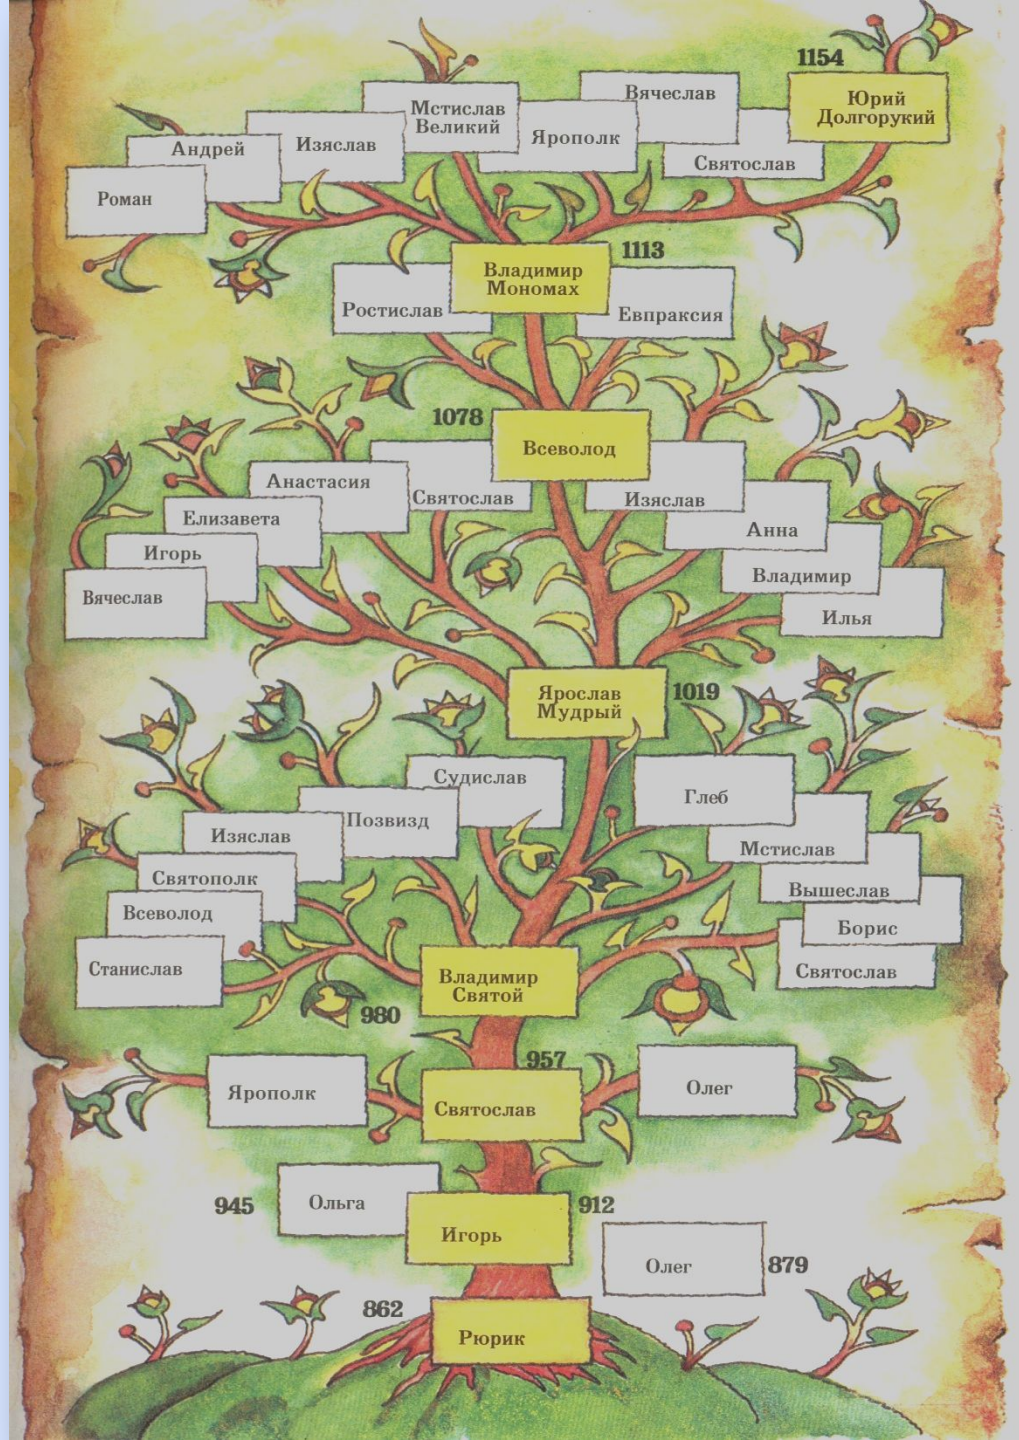 1154
Вячеслав
Юрий
Долгорукий
Мстислав
Великий
Ярополк
Изяслав
Андрей
Святослав
Роман
1113
Владимир
Мономах
Ростислав
Евпраксия
1078
Всеволод
Анастасия
Святослав
Изяслав
Елизавета
Анна
Игорь
Владимир
Вячеслав
Илья
Ярослав
Мудрый
1019
Судислав
Глеб
Позвизд
Изяслав
Мстислав
Святополк
Вышеслав
Всеволод
Борис
Станислав
Святослав
Владимир
Святой
980
957
Ярополк
Святослав
Олег
945
Ольга
912
Игорь
Олег
879
862
Рюрик